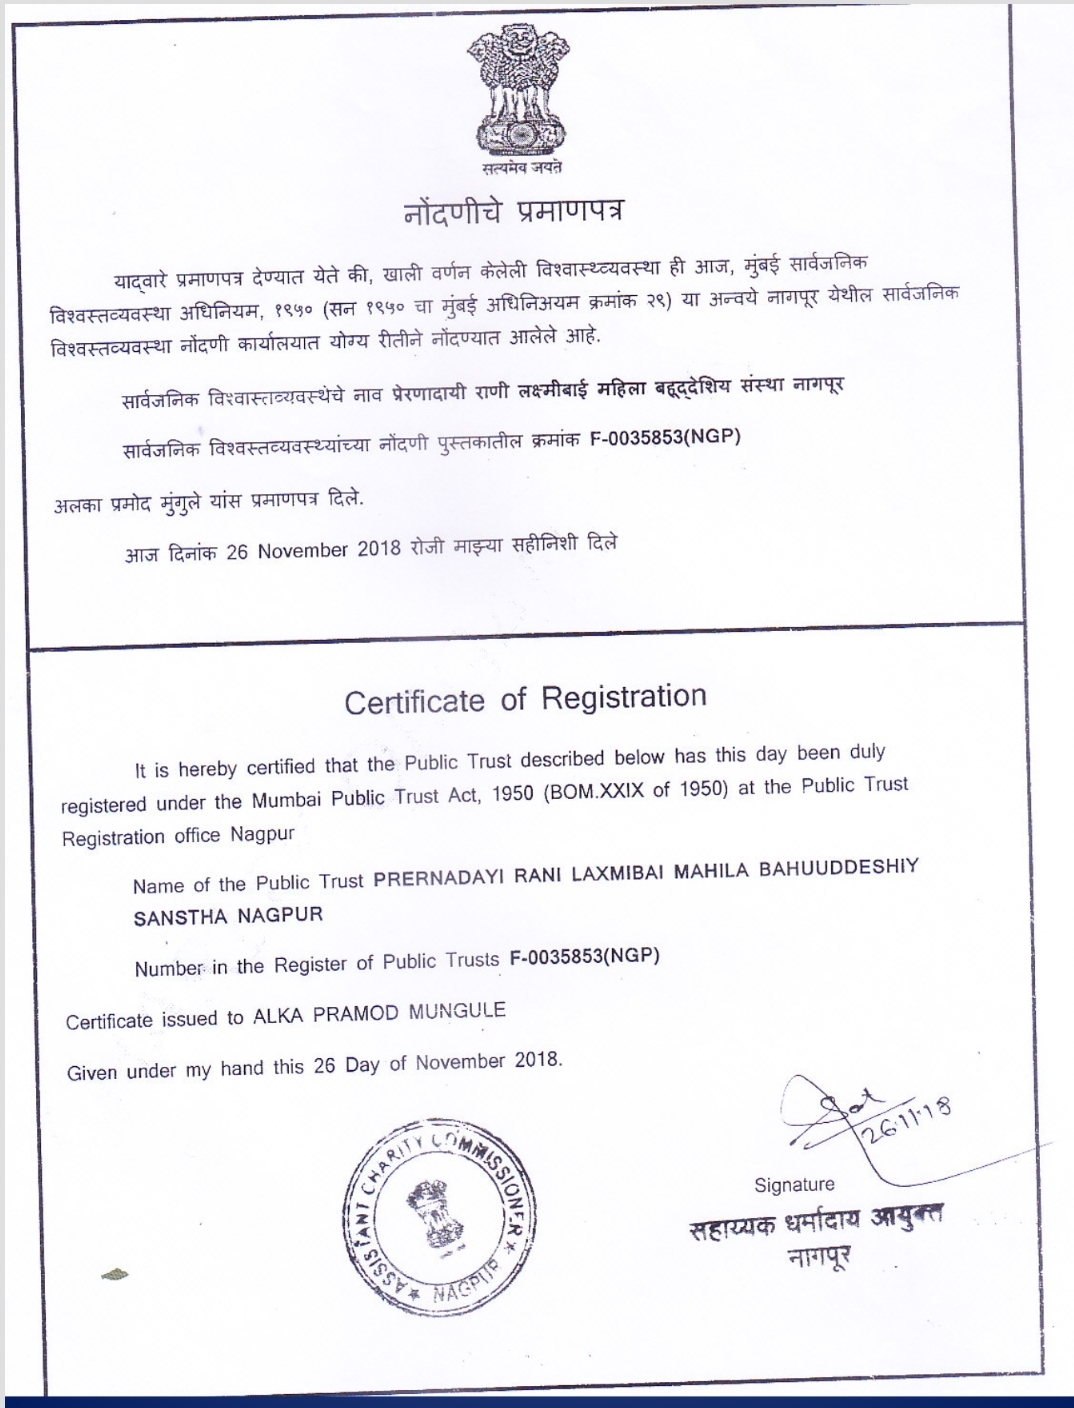 सत्यमेव जयते
नोंदणीचे प्रमाणपत्र
याद्वारे प्रमाणपत्र देण्यात येते की, खाली वर्णन केलेली विश्वास्थ्व्यवस्था ही आज, मुंबई सार्वजनिक
विश्वस्तव्यवस्था अधिनियम, १९५० (सन १९५० चा मुंबई अधिनिअयम क्रमांक २९) या अन्वये नागपूर येथील सार्वजनिक
विश्वस्तव्यवस्था नोंदणी कार्यालयात योग्य रीतीने नोंदण्यात आलेले आहे.
सार्वजनिक विश्वास्तव्यवस्थेचे नाव प्रेरणादायी राणी लक्ष्मीबाई महिला बहूद्देशिय संस्था नागपूर
सार्वजनिक विश्वस्तव्यवस्थ्यांच्या नोंदणी पुस्तकातील क्रमांक F-0035853(NGP)
अलका प्रमोद मुंगुले यांस प्रमाणपत्र दिले.
आज दिनांक 26 November 2018 रोजी माझ्या सहीनिशी दिले
Certificate of Registration
It is hereby certified that the Public Trust described below has this day been duly
registered under the Mumbai Public Trust Act, 1950 (BOM.XXIX of 1950) at the Public Trust
Registration office Nagpur
Name of the Public Trust PRERNADAYI RANI LAXMIBAI MAHILA BAHUUDDESHIY
SANSTHA NAGPUR
Number in the Register of Public Trusts F-0035853(NGP)
Certificate issued to ALKA PRAMOD MUNGULE
Given under my hand this 26 Day of November 2018.
26.11.18
ASSISTANT CHARITY COMMISSIONER
NAGPUR
Signature
सहाय्यक धर्मादाय आयुक्त
नागपूर